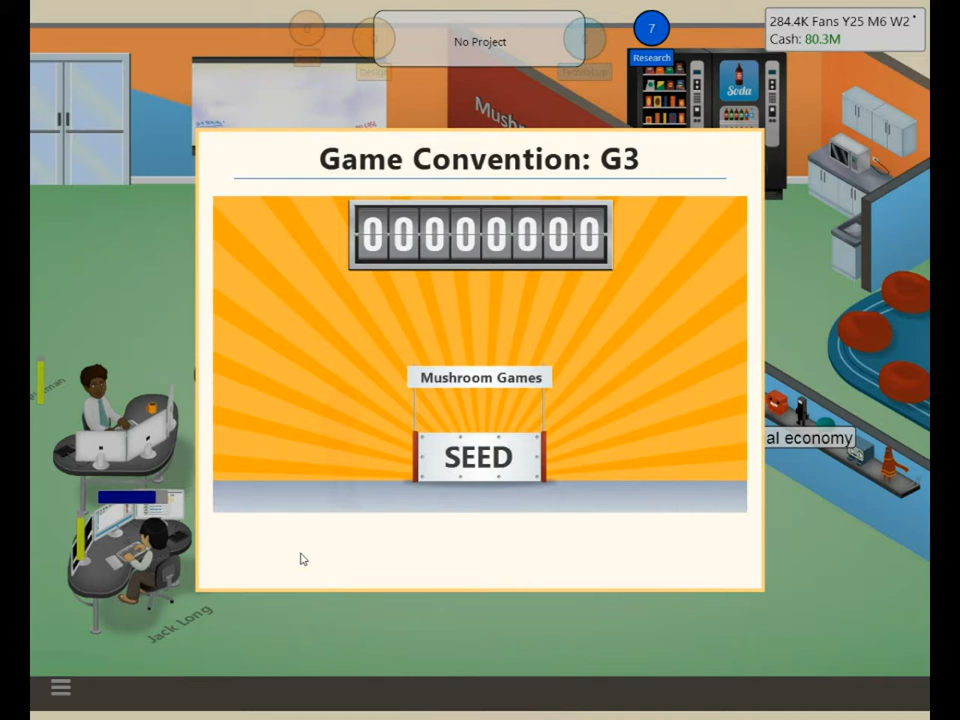 No Project
7
Research
284.4K Fans Y25 M6 W2
Cash: 80.3M
Soda
Game Convention: G3
00000000
Mushroom Games
SEED
al economy
Jack Long